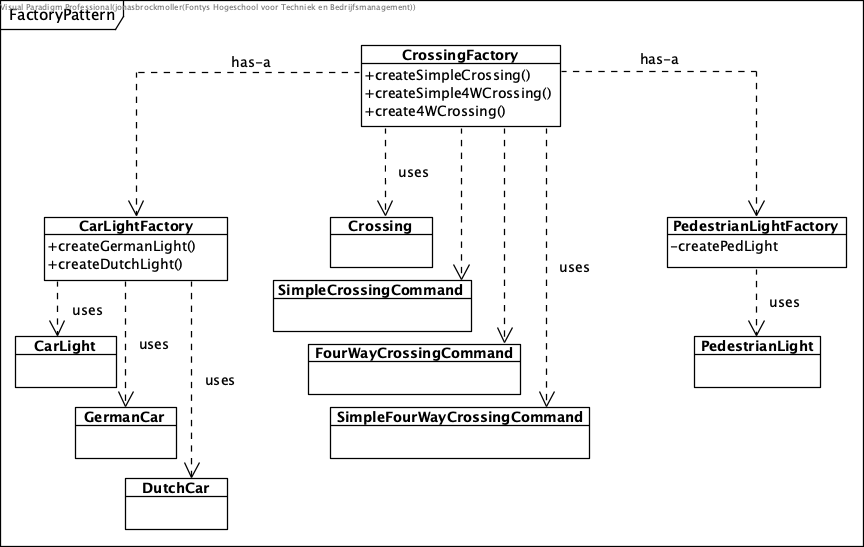 Visual Paradigm Professional(jonasbrockmoller(Fontys Hogeschool voor Techniek en Bedrijfsmanagement))
FactoryPattern
has-a
CrossingFactory
+createSimpleCrossing()
+createSimple4WCrossing()
+create4WCrossing()
has-a
uses
CarLightFactory
+createGermanLight()
+createDutchLight()
Crossing
PedestrianLightFactory
-createPedLight
uses
SimpleCrossingCommand
uses
uses
CarLight
uses
FourWayCrossingCommand
PedestrianLight
uses
GermanCar
SimpleFourWayCrossingCommand
DutchCar